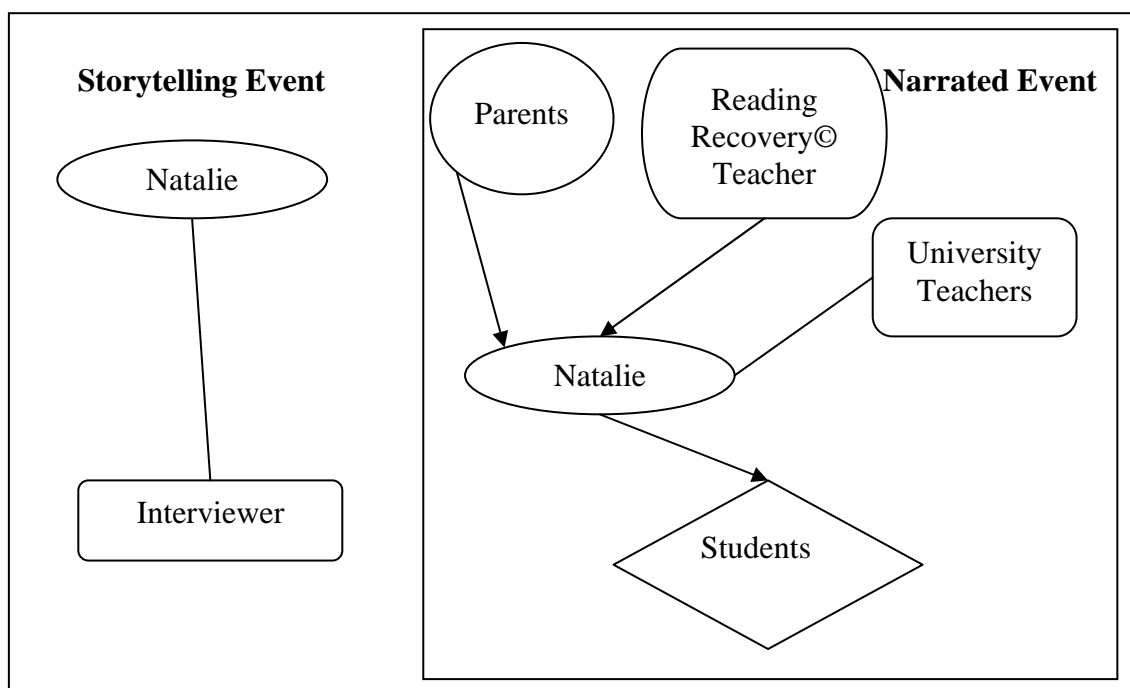 Storytelling Event
Natalie
Interviewer
Narrated Event
Parents
Reading
Recovery©
Teacher
University
Teachers
Natalie
Students